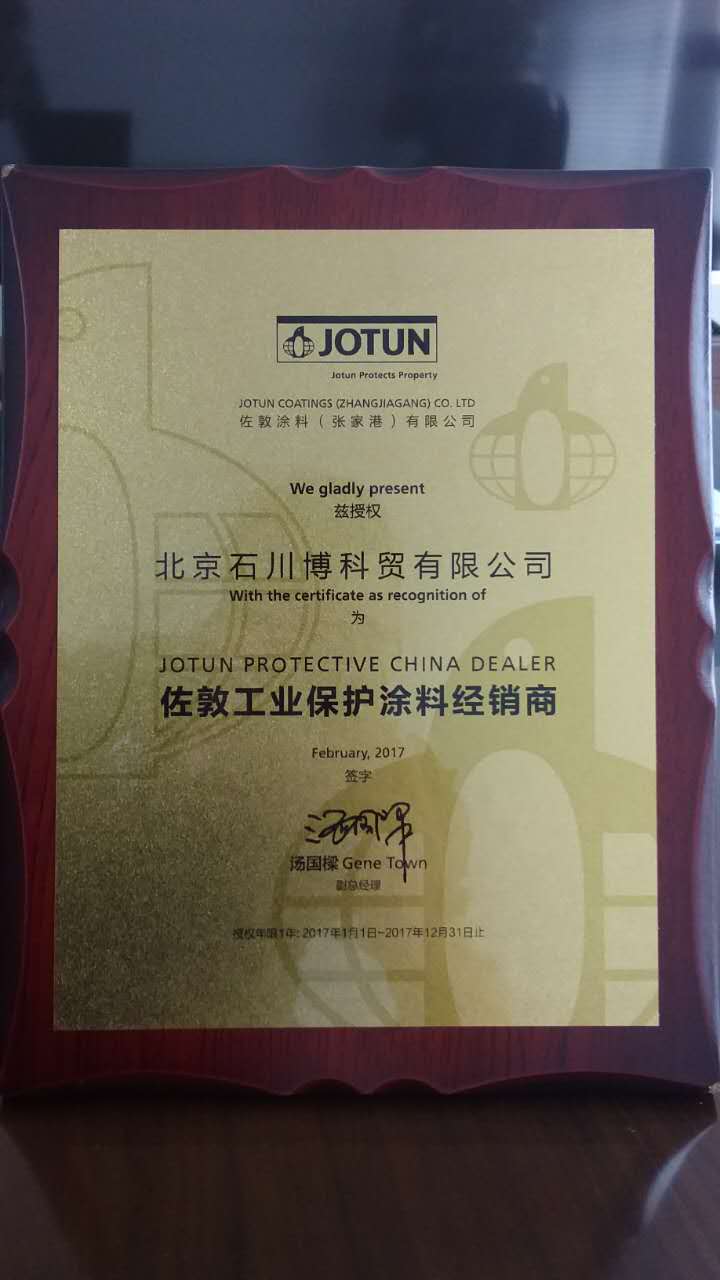 JOTUN
Jotun Protects Property
JOTUN COATINGS (ZHANGJIAGANG) CO. LTD
佐敦涂料（张家港）有限公司
We gladly present
兹授权
北京石川博科贸有限公司
With the certificate as recognition of
为
JOTUN PROTECTIVE CHINA DEALER
佐敦工业保护涂料经销商
February, 2017
签字
汤国樑 Gene Town
副总经理
授权年限1年: 2017年1月1日~2017年12月31日止